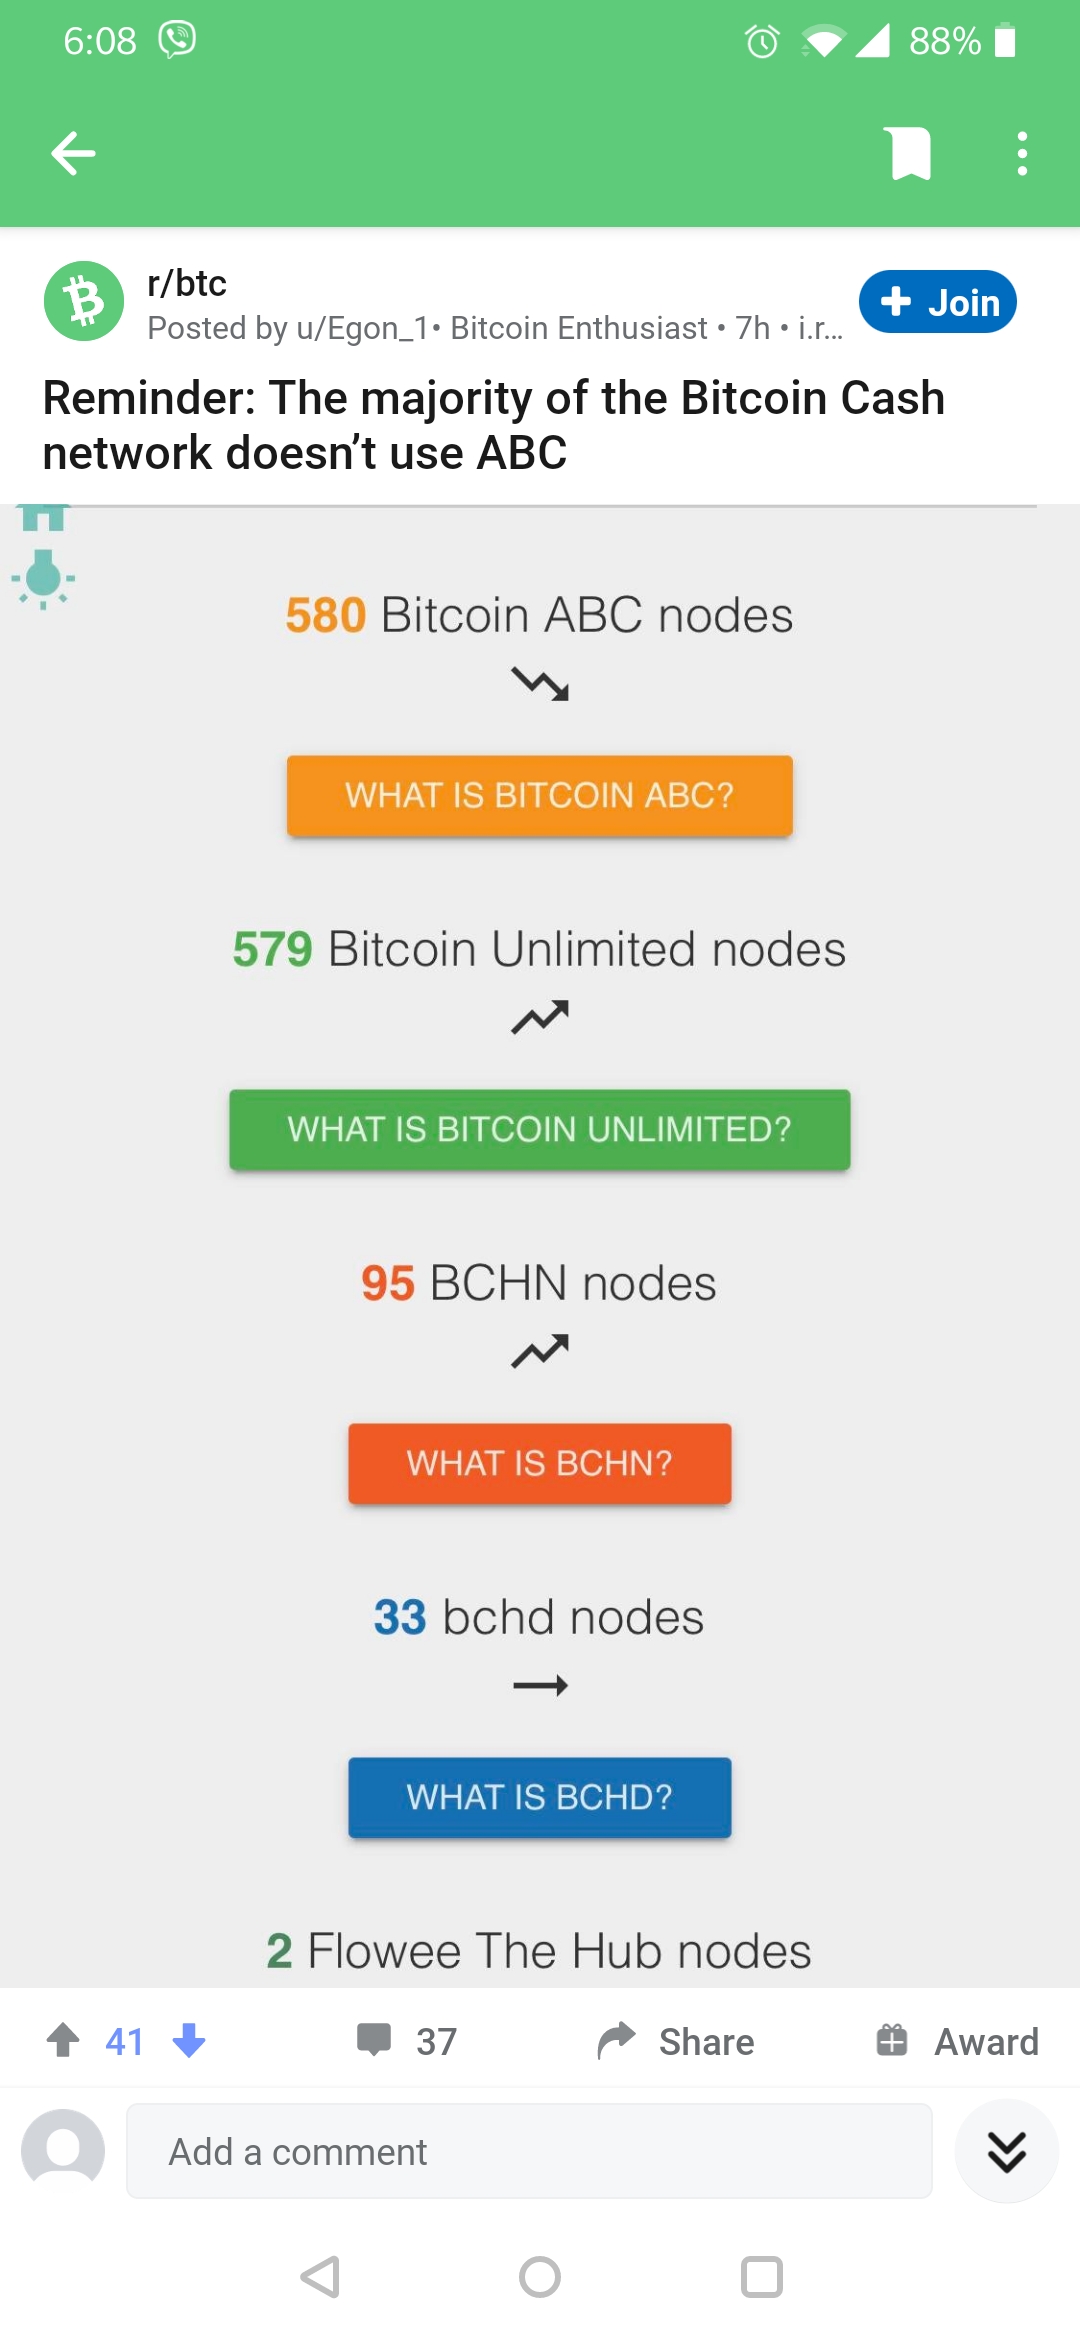 6:08
88%
r/btc
Posted by u/Egon_1• Bitcoin Enthusiast • 7h • i.r...
+ Join
Reminder: The majority of the Bitcoin Cash
network doesn't use ABC
580 Bitcoin ABC nodes
WHAT IS BITCOIN ABC?
579 Bitcoin Unlimited nodes
WHAT IS BITCOIN UNLIMITED?
95 BCHN nodes
WHAT IS BCHN?
33 bchd nodes
WHAT IS BCHD?
2 Flowee The Hub nodes
41
37
Share
Award
Add a comment